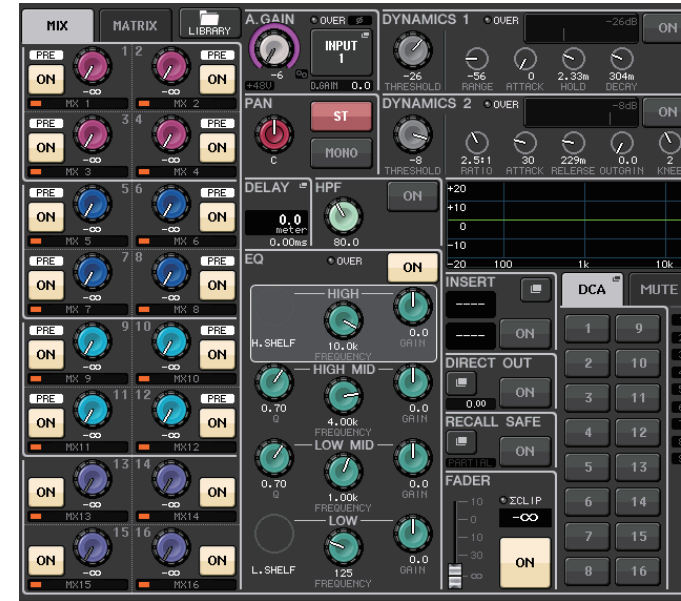 MIX MATRIX LIBRARY
PRE 1 2 PRE
ON ON
-∞ -∞
MX 1 MX 2
PRE 3 4 PRE
ON ON
-∞ -∞
MX 3 MX 4
PRE 5 6 PRE
ON ON
-∞ -∞
MX 5 MX 6
PRE 7 8 PRE
ON ON
-∞ -∞
MX 7 MX 8
PRE 9 10 PRE
ON ON
-∞ -∞
MX 9 MX10
PRE 11 12 PRE
ON ON
-∞ -∞
MX11 MX12
13 14
ON ON
-∞ -∞
MX13 MX14
15 16
ON ON
-∞ -∞
MX15 MX16
A.GAIN OVER Ø
INPUT
1
-6
+48V D.GAIN 0.0
PAN
ST
MONO
C
DELAY
0.0
meter
0.00ms
HPF
ON
80.0
EQ OVER ON
HIGH
H.SHELF 10.0k 0.0
FREQUENCY GAIN
HIGH MID
0.70 4.00k 0.0
Q FREQUENCY GAIN
LOW MID
0.70 1.00k 0.0
Q FREQUENCY GAIN
LOW
L.SHELF 125 0.0
FREQUENCY GAIN
DYNAMICS 1 OVER -26dB ON
-26 -56 0 2.33m 304m
THRESHOLD RANGE ATTACK HOLD DECAY
DYNAMICS 2 OVER -8dB ON
-8 2.5:1 30 229m 0.0 2
THRESHOLD RATIO ATTACK RELEASE OUTGAIN KNEE
+20
+10
0
-10
-20 100 1k 10k
INSERT
----
---- ON
DIRECT OUT
ON
0.00
RECALL SAFE
ON
PARTIAL
FADER
10 ΣCLIP
0 -∞
10
30 ON
∞
DCA MUTE
1 9
2 10
3 11
4 12
5 13
6 14
7 15
8 16